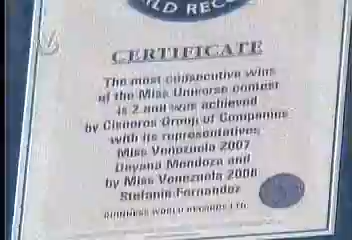 LD RECO
CERTIFICATE
The most consecutive wins
of the Miss Universe contest
is 2 and was achieved
by Cisneros Group of Companies
with its representatives,
Miss Venezuela 2007
Dayana Mendoza and
by Miss Venezuela 2008
Stefania Fernandez
GUINNESS WORLD RECORDS LTD.